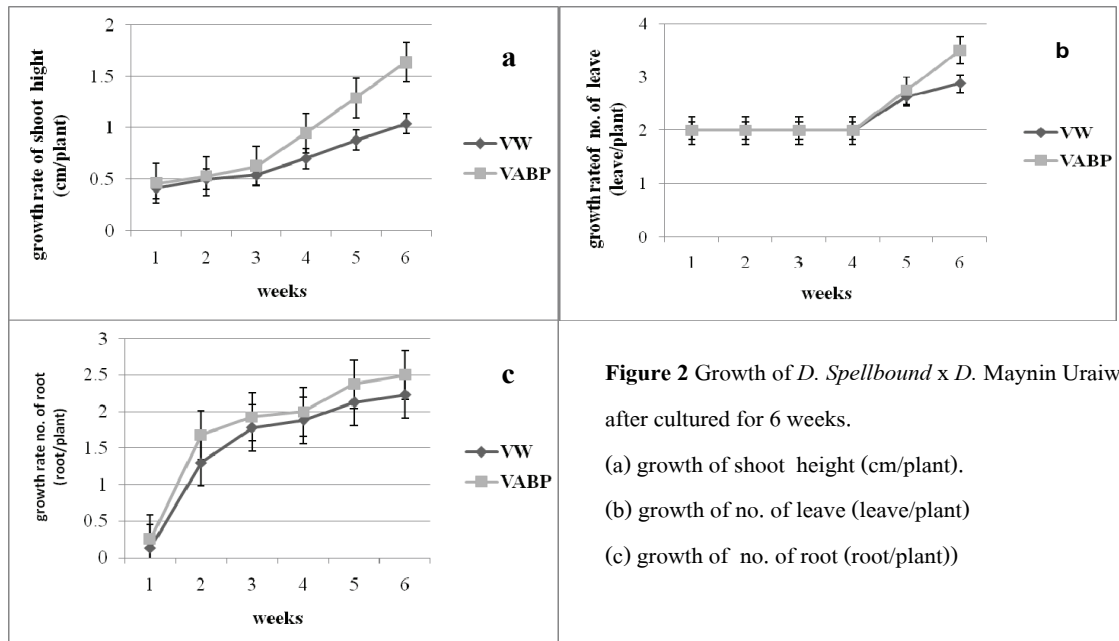 2
1.5
1
0.5
0
growth rate of shoot hight
(cm/plant)
a
VW
VABP
1 2 3 4 5 6
weeks
4
3
2
1
0
growth rateof no. of leave
(leave/plant)
b
VW
VABP
1 2 3 4 5 6
weeks
3
2.5
2
1.5
1
0.5
0
growth rate no. of root
(root/plant)
c
VW
VABP
1 2 3 4 5 6
weeks
Figure 2 Growth of D. Spellbound x D. Maynin Uraiw
after cultured for 6 weeks.
(a) growth of shoot height (cm/plant).
(b) growth of no. of leave (leave/plant)
(c) growth of no. of root (root/plant))